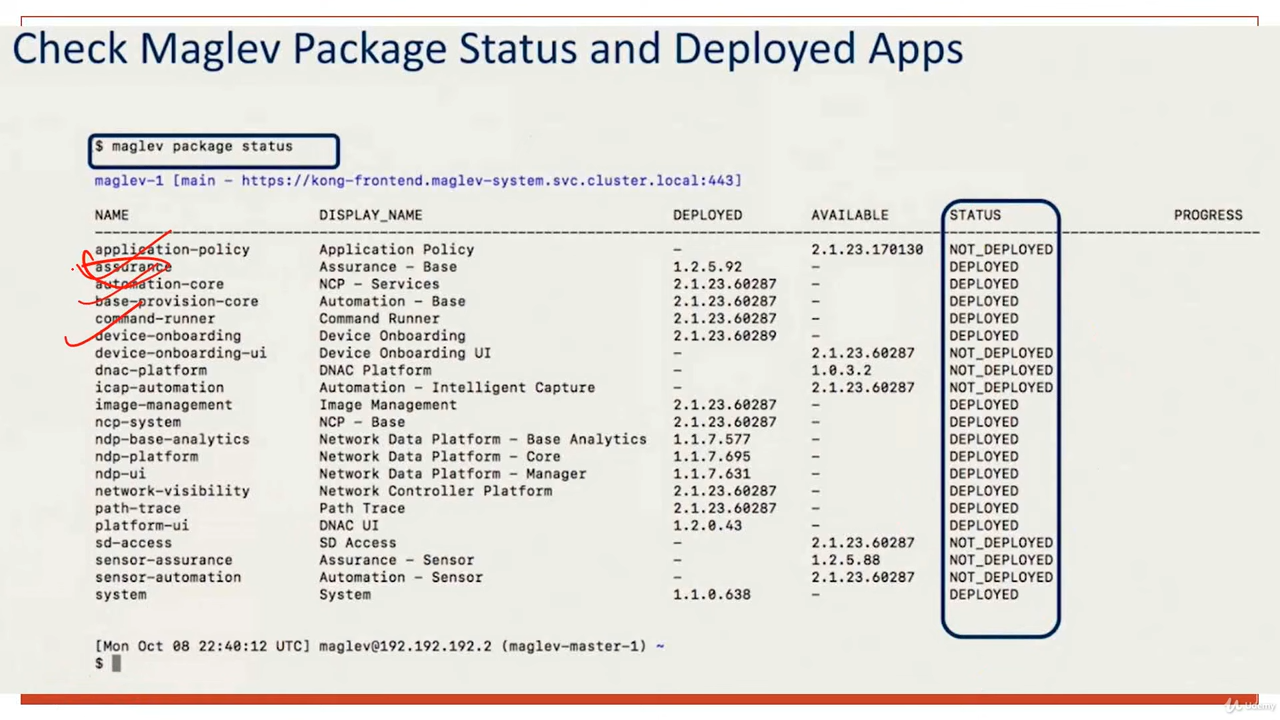 Check Maglev Package Status and Deployed Apps
$ maglev package status
maglev-1 [main - https://kong-frontend.maglev-system.svc.cluster.local:443]
NAME DISPLAY_NAME DEPLOYED AVAILABLE STATUS PROGRESS
application-policy Application Policy - 2.1.23.170130 NOT_DEPLOYED
assurance Assurance - Base 1.2.5.92 - DEPLOYED
automation-core NCP - Services 2.1.23.60287 - DEPLOYED
base-provision-core Automation - Base 2.1.23.60287 - DEPLOYED
command-runner Command Runner 2.1.23.60287 - DEPLOYED
device-onboarding Device Onboarding 2.1.23.60289 - DEPLOYED
device-onboarding-ui Device Onboarding UI - 2.1.23.60287 NOT_DEPLOYED
dnac-platform DNAC Platform - 1.0.3.2 NOT_DEPLOYED
icap-automation Automation - Intelligent Capture - 2.1.23.60287 NOT_DEPLOYED
image-management Image Management 2.1.23.60287 - DEPLOYED
ncp-system NCP - Base 2.1.23.60287 - DEPLOYED
ndp-base-analytics Network Data Platform - Base Analytics 1.1.7.577 - DEPLOYED
ndp-platform Network Data Platform - Core 1.1.7.695 - DEPLOYED
ndp-ui Network Data Platform - Manager 1.1.7.631 - DEPLOYED
network-visibility Network Controller Platform 2.1.23.60287 - DEPLOYED
path-trace Path Trace 2.1.23.60287 - DEPLOYED
platform-ui DNAC UI 1.2.0.43 - DEPLOYED
sd-access SD Access - 2.1.23.60287 NOT_DEPLOYED
sensor-assurance Assurance - Sensor - 1.2.5.88 NOT_DEPLOYED
sensor-automation Automation - Sensor - 2.1.23.60287 NOT_DEPLOYED
system System 1.1.0.638 - DEPLOYED
[Mon Oct 08 22:40:12 UTC] maglev@192.192.192.2 (maglev-master-1) ~
$
Udemy